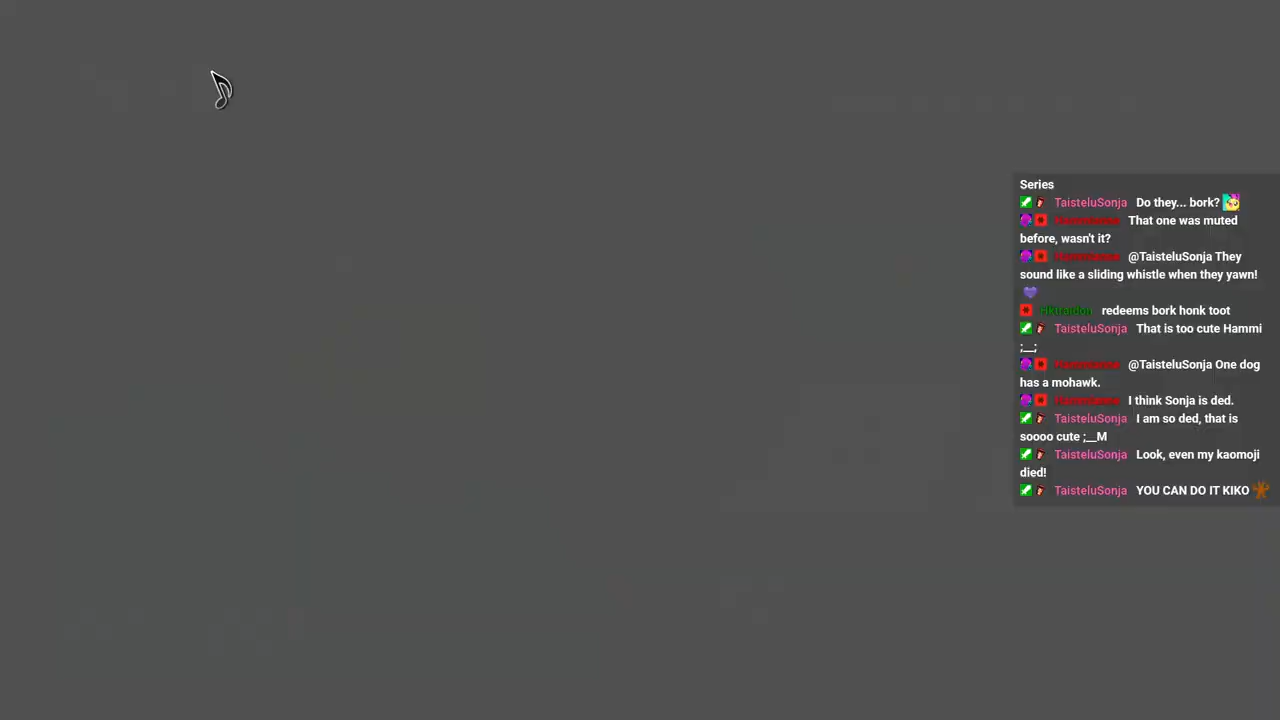 Series
TaisteluSonja Do they... bork?
That one was muted
before, wasn't it?
@TaisteluSonja They
sound like a sliding whistle when they yawn!
Hktraidon redeems bork honk toot
TaisteluSonja That is too cute Hammi
;__;
@TaisteluSonja One dog
has a mohawk.
I think Sonja is ded.
TaisteluSonja I am so ded, that is
soooo cute ;__M
TaisteluSonja Look, even my kaomoji
died!
TaisteluSonja YOU CAN DO IT KIKO